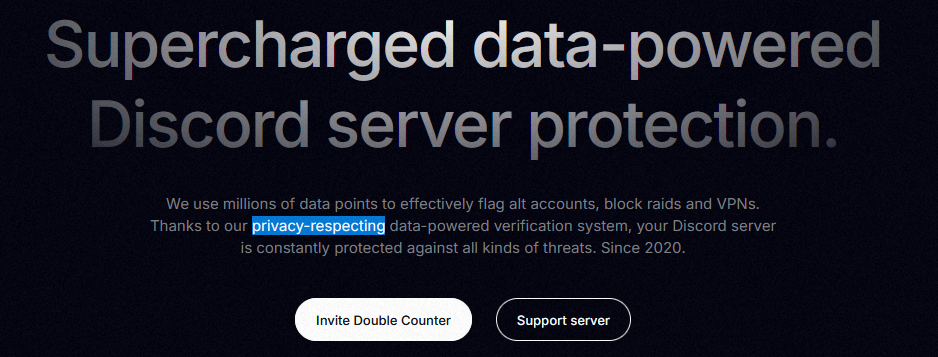 Supercharged data-powered
Discord server protection.
We use millions of data points to effectively flag alt accounts, block raids and VPNs.
Thanks to our privacy-respecting data-powered verification system, your Discord server
is constantly protected against all kinds of threats. Since 2020.
Invite Double Counter
Support server